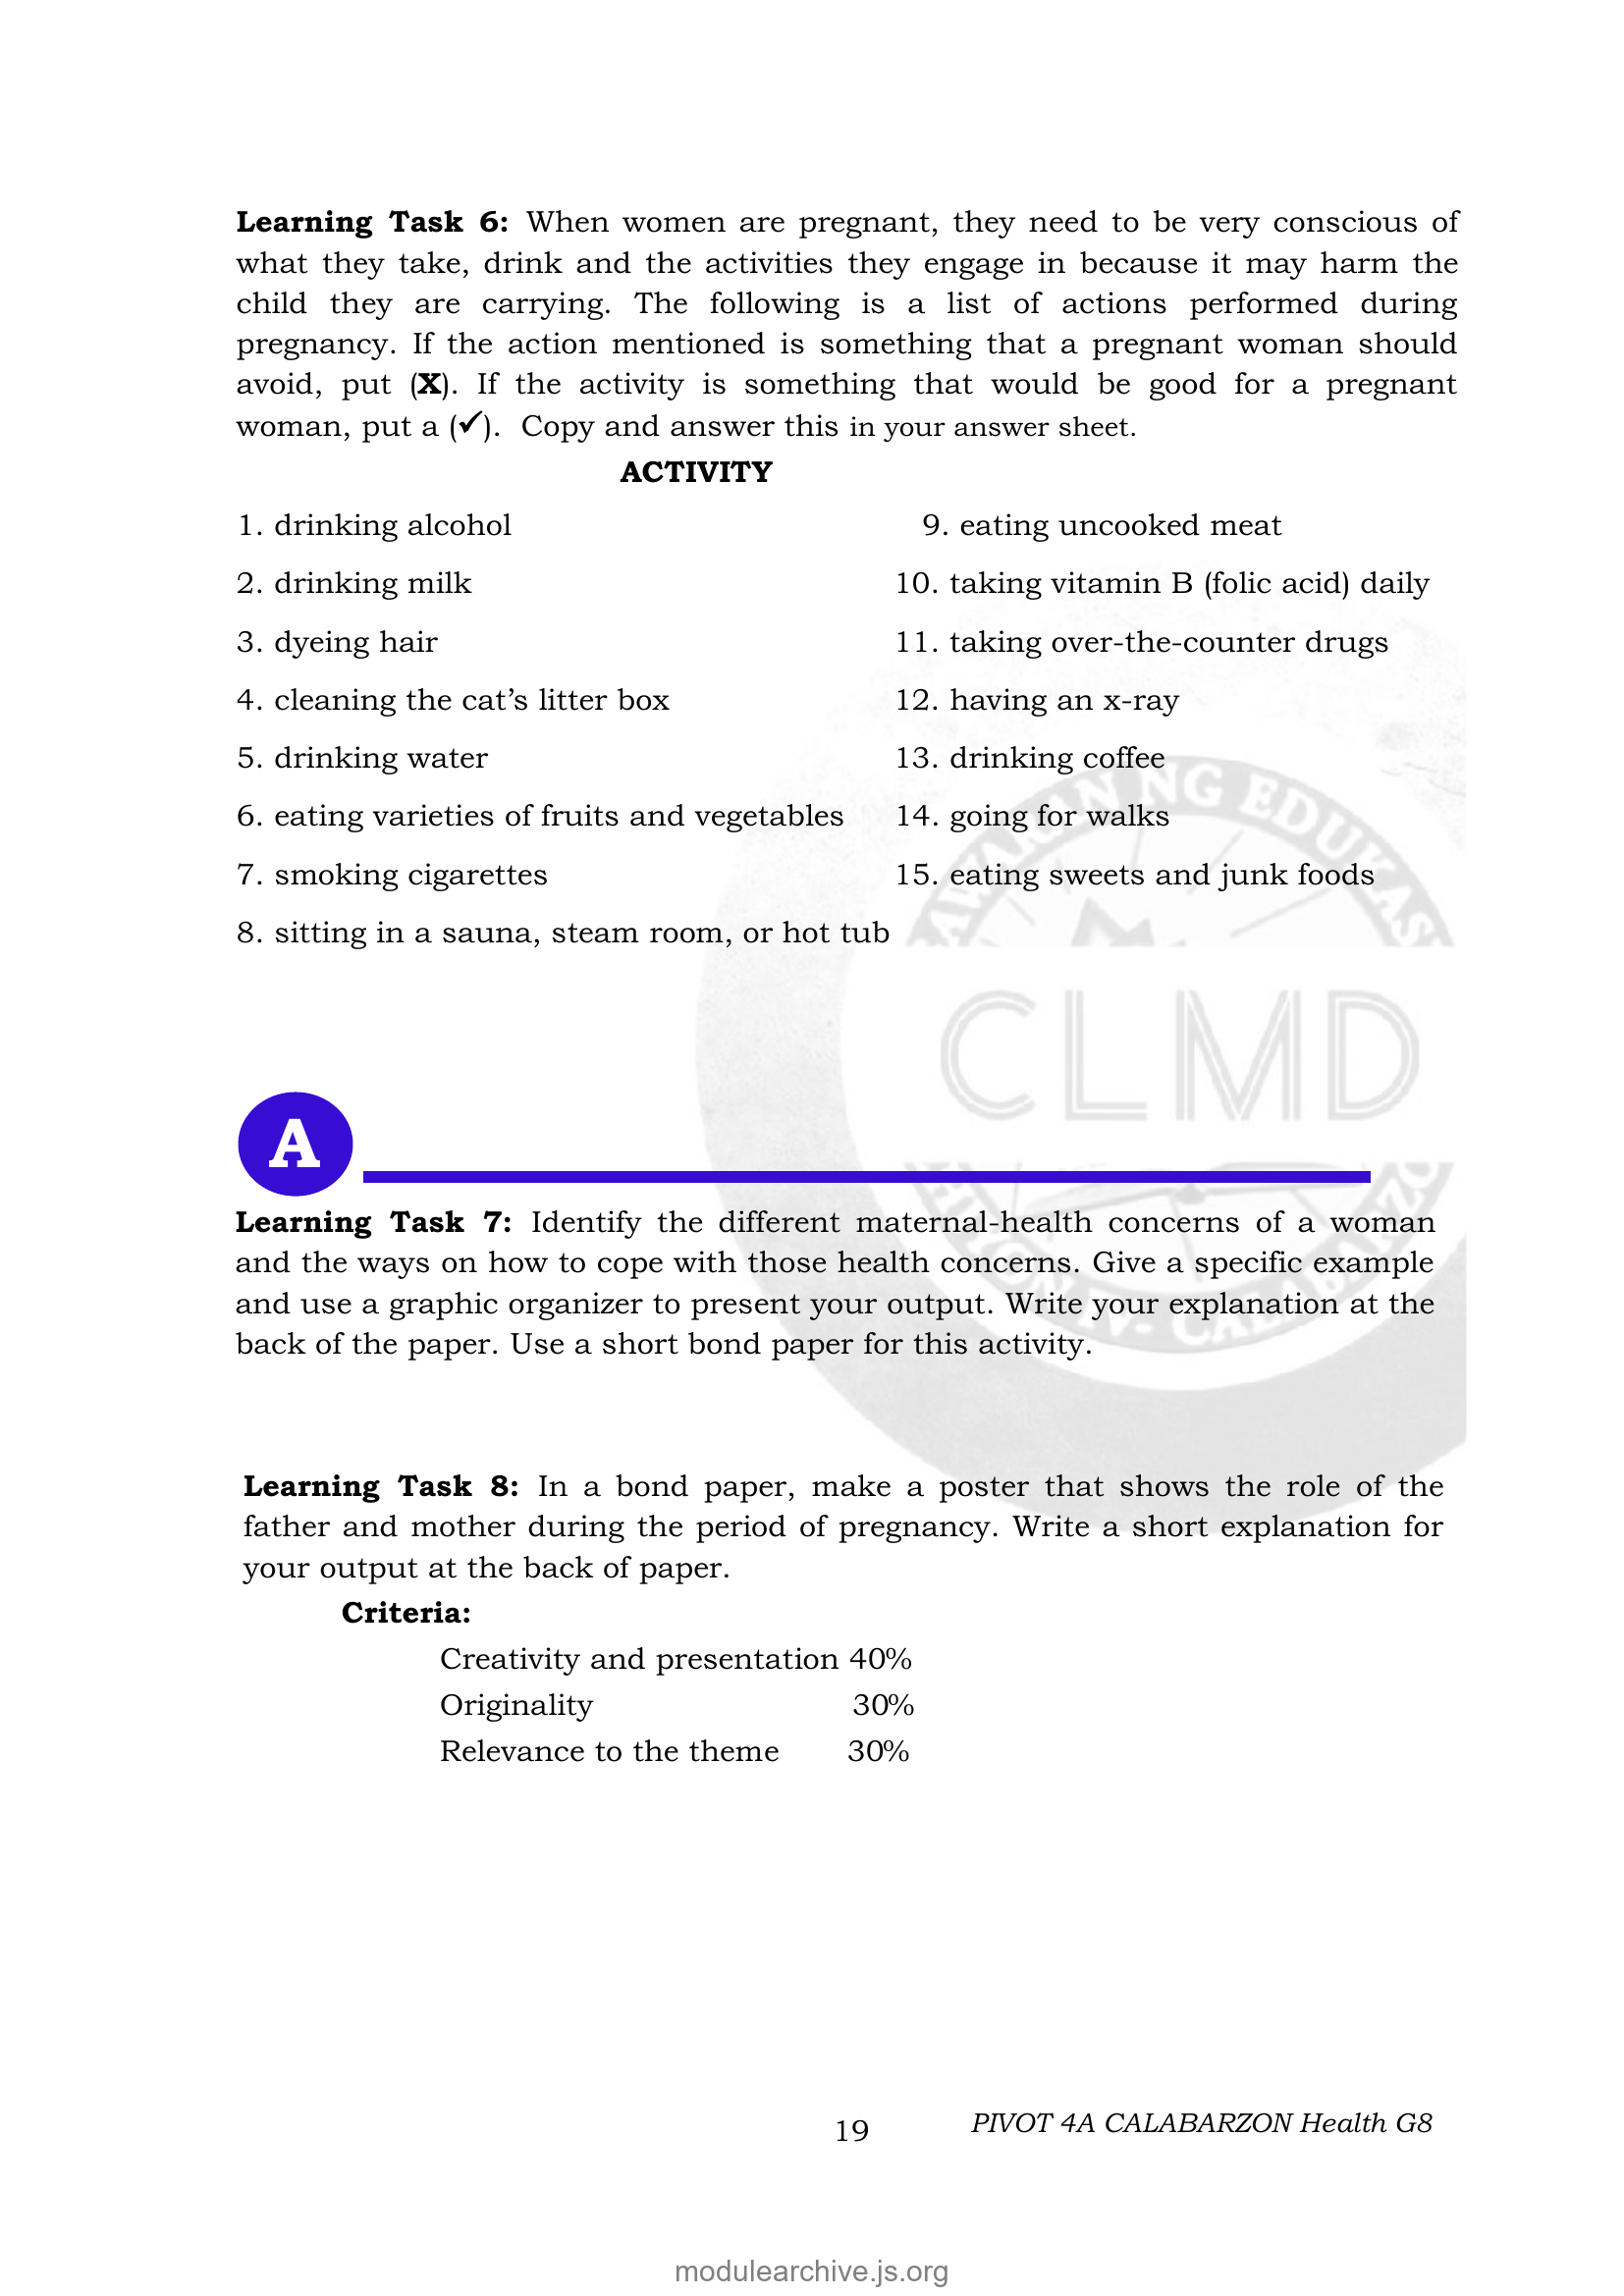 Learning Task 6: When women are pregnant, they need to be very conscious of
what they take, drink and the activities they engage in because it may harm the
child they are carrying. The following is a list of actions performed during
pregnancy. If the action mentioned is something that a pregnant woman should
avoid, put (X). If the activity is something that would be good for a pregnant
woman, put a (✓). Copy and answer this in your answer sheet.
ACTIVITY
1. drinking alcohol
2. drinking milk
3. dyeing hair
4. cleaning the cat’s litter box
5. drinking water
6. eating varieties of fruits and vegetables
7. smoking cigarettes
8. sitting in a sauna, steam room, or hot tub
9. eating uncooked meat
10. taking vitamin B (folic acid) daily
11. taking over-the-counter drugs
12. having an x-ray
13. drinking coffee
14. going for walks
15. eating sweets and junk foods
CLMD
A
Learning Task 7: Identify the different maternal-health concerns of a woman
and the ways on how to cope with those health concerns. Give a specific example
and use a graphic organizer to present your output. Write your explanation at the
back of the paper. Use a short bond paper for this activity.
Learning Task 8: In a bond paper, make a poster that shows the role of the
father and mother during the period of pregnancy. Write a short explanation for
your output at the back of paper.
Criteria:
Creativity and presentation 40%
Originality 30%
Relevance to the theme 30%
19
PIVOT 4A CALABARZON Health G8
modulearchive.js.org